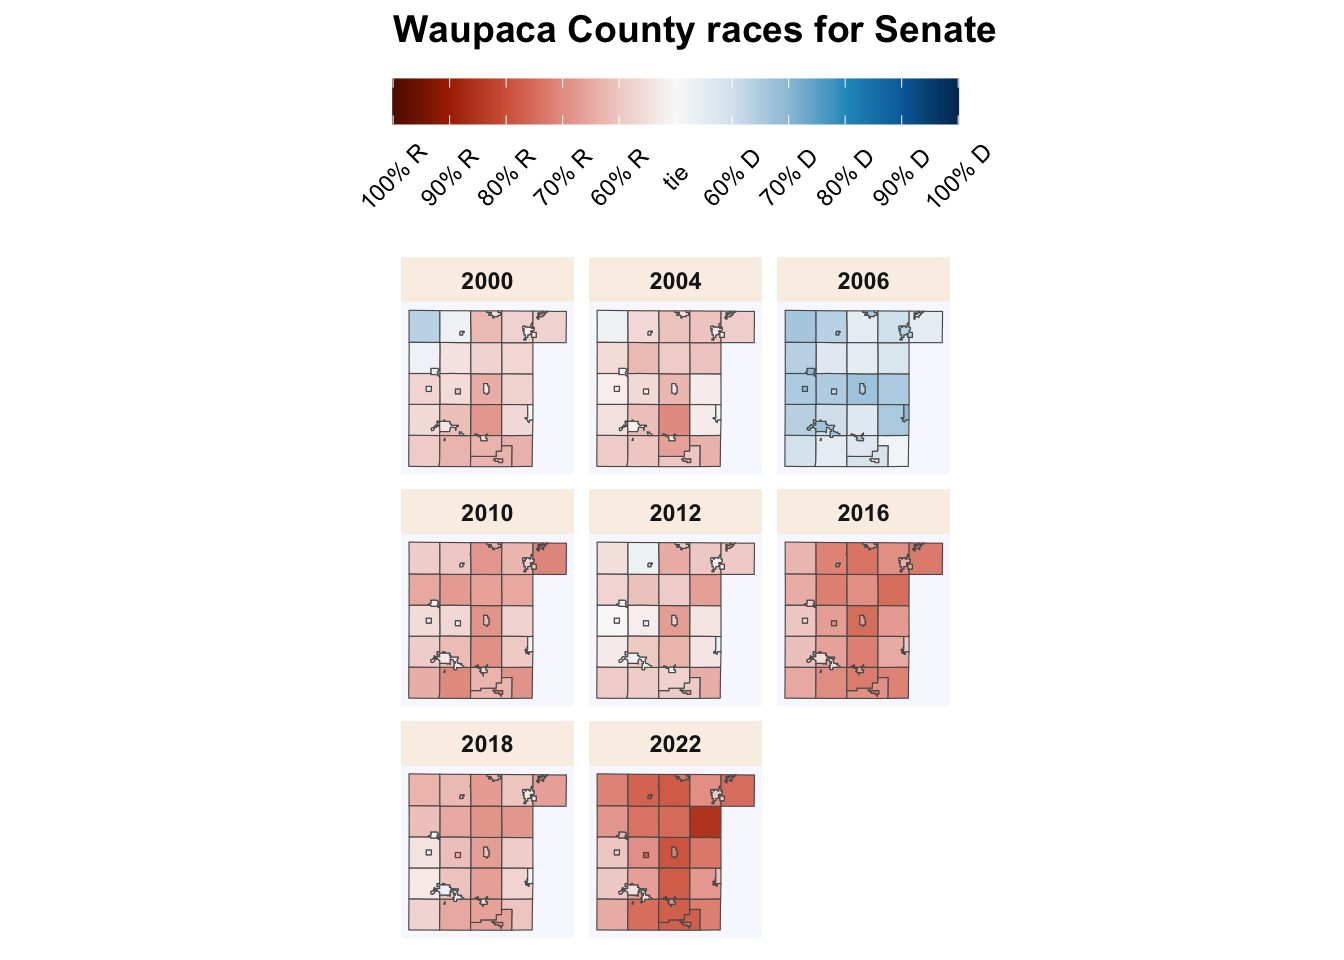 Waupaca County races for Senate
100% R
90% R
80% R
70% R
60% R
tie
60% D
70% D
80% D
90% D
100% D
2000
2004
2006
2010
2012
2016
2018
2022